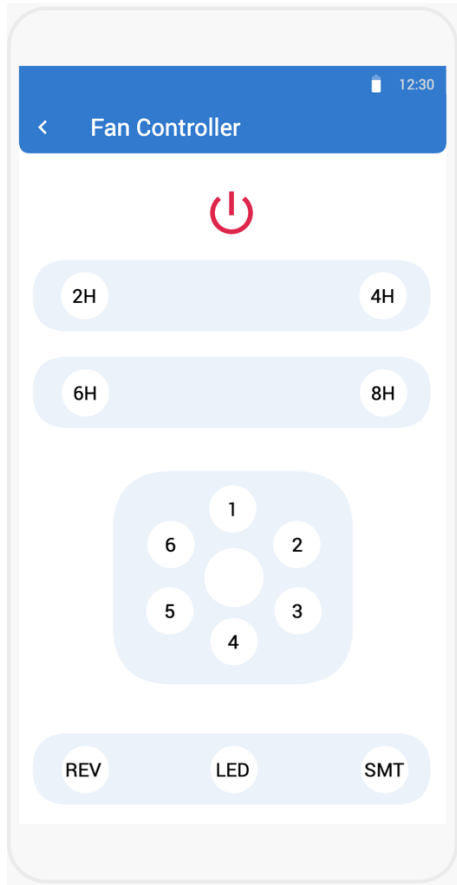 12:30
Fan Controller
2H 4H
6H 8H
1
6 2
5 3
4
REV LED SMT